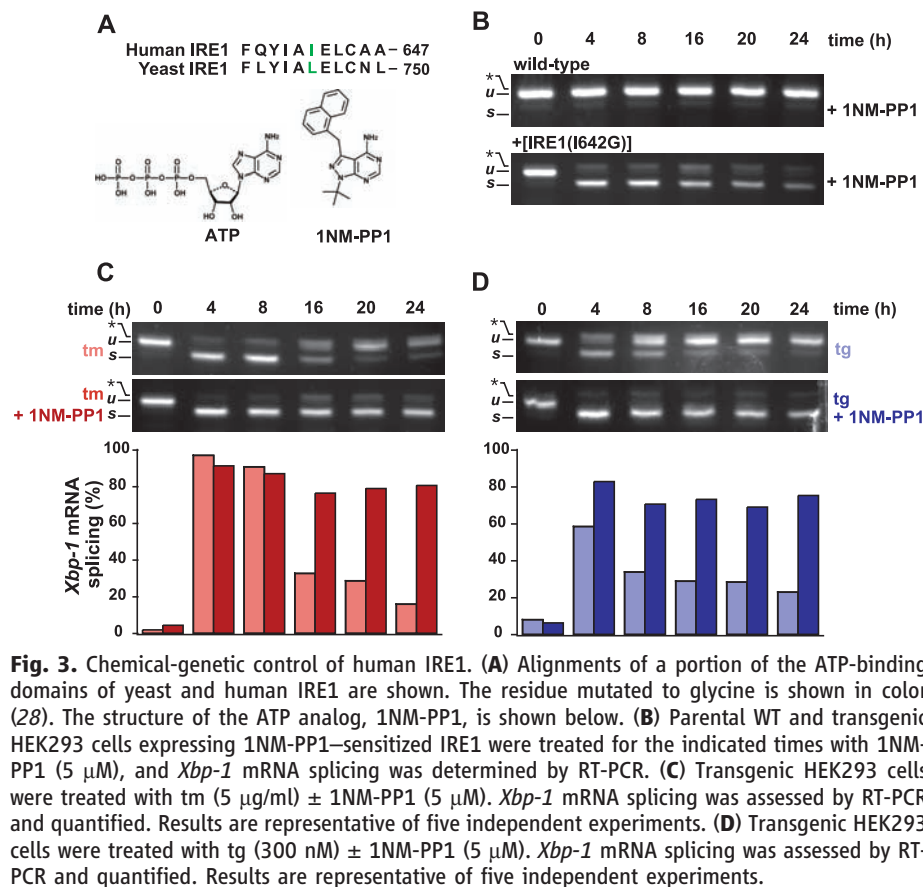 A
Human IRE1 FQYIAIELCAA– 647
Yeast IRE1 FLYIALELCNL– 750
NH₂
N
N
N
N
O
O
O
HO–P–O–P–O–P–O
OH
OH
OH
O
OH
OH
ATP
NH₂
N
N
N
N
1NM-PP1
B
0 4 8 16 20 24 time (h)
wild-type
*
u
s
+ 1NM-PP1
+[IRE1(I642G)]
*
u
s
+ 1NM-PP1
C
time (h) 0 4 8 16 20 24
*
u
tm
s
*
tm u
+ 1NM-PP1 s
Xbp-1 mRNA
splicing (%)
100
80
60
40
20
0
D
0 4 8 16 20 24 time (h)
*
u
tg
s
*
u tg
s + 1NM-PP1
100
80
60
40
20
0
Fig. 3. Chemical-genetic control of human IRE1. (A) Alignments of a portion of the ATP-binding
domains of yeast and human IRE1 are shown. The residue mutated to glycine is shown in color
(28). The structure of the ATP analog, 1NM-PP1, is shown below. (B) Parental WT and transgenic
HEK293 cells expressing 1NM-PP1–sensitized IRE1 were treated for the indicated times with 1NM-
PP1 (5 μM), and Xbp-1 mRNA splicing was determined by RT-PCR. (C) Transgenic HEK293 cells
were treated with tm (5 μg/ml) ± 1NM-PP1 (5 μM). Xbp-1 mRNA splicing was assessed by RT-PCR
and quantified. Results are representative of five independent experiments. (D) Transgenic HEK293
cells were treated with tg (300 nM) ± 1NM-PP1 (5 μM). Xbp-1 mRNA splicing was assessed by RT-
PCR and quantified. Results are representative of five independent experiments.